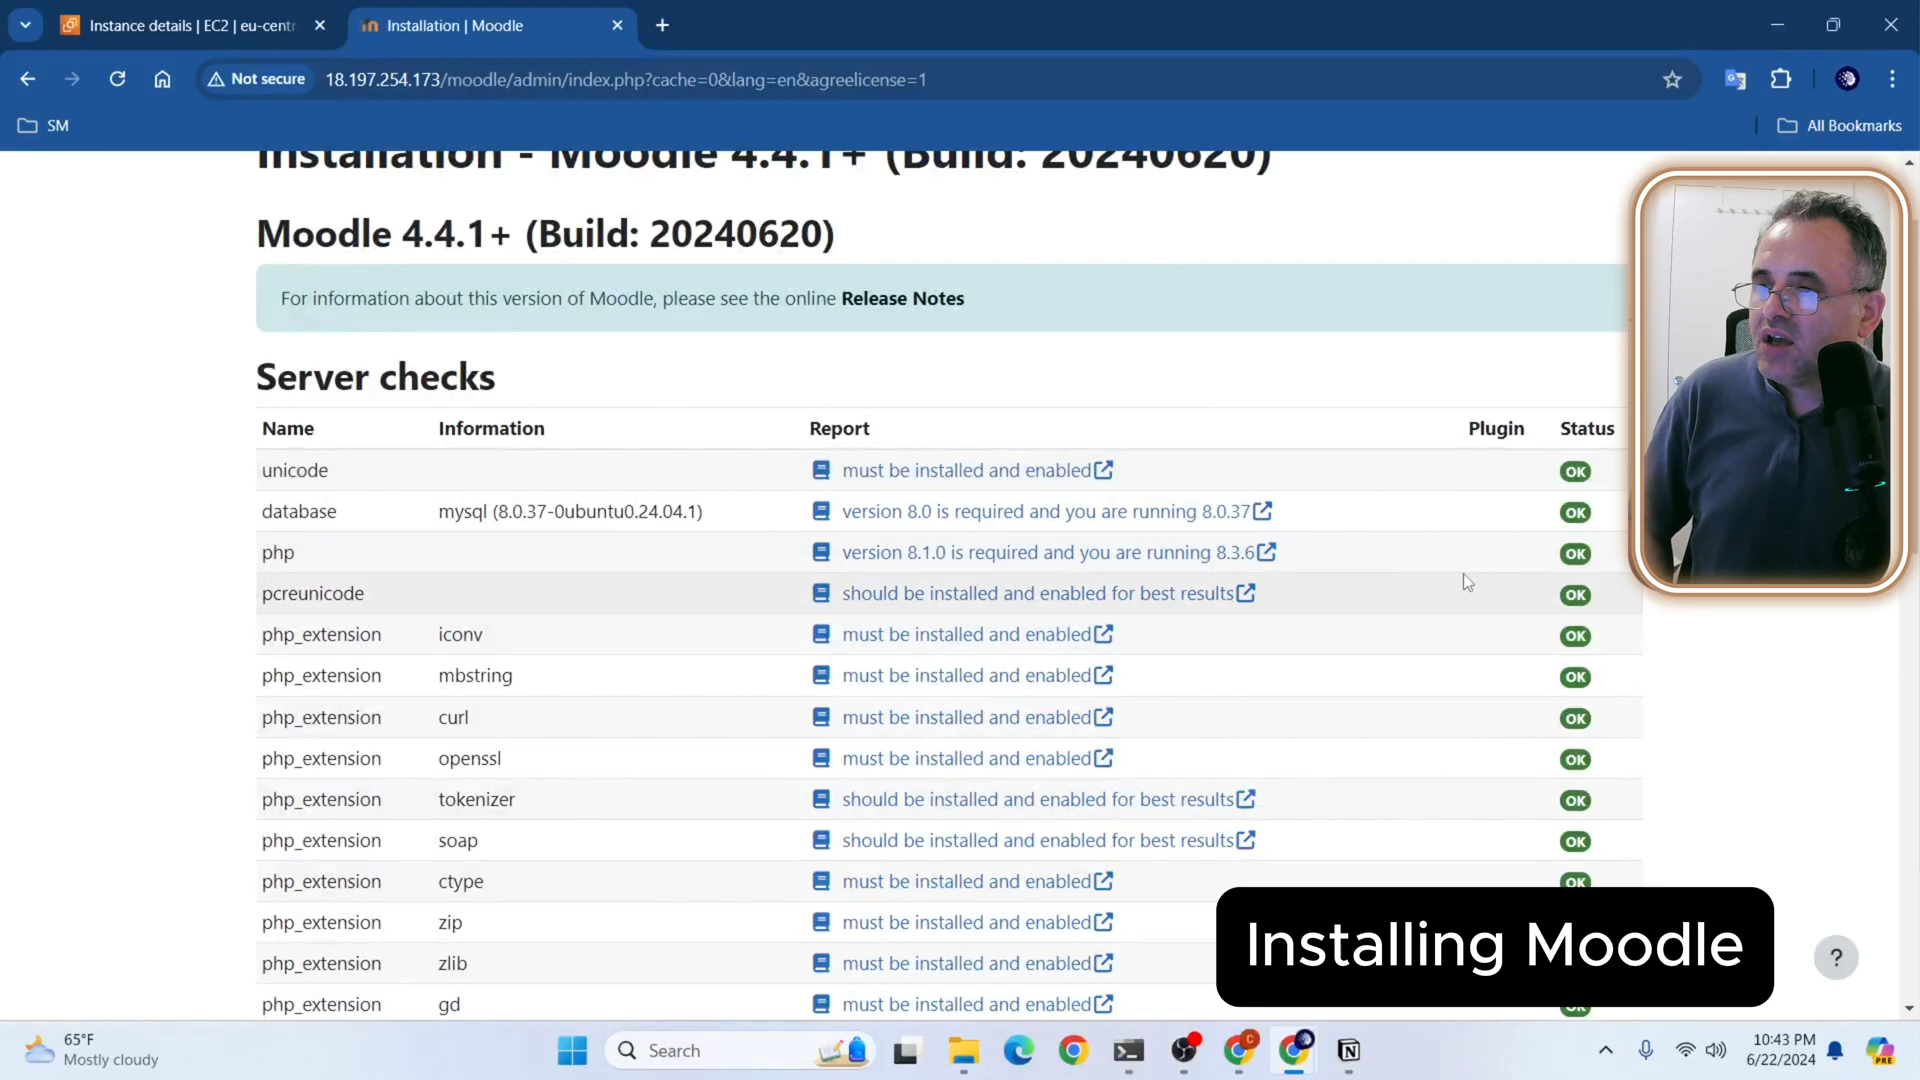 Instance details | EC2 | eu-centr
Installation | Moodle
Not secure
18.197.254.173/moodle/admin/index.php?cache=0&lang=en&agreelicense=1
SM
All Bookmarks
Installation - Moodle 4.4.1+ (Build: 20240620)
Moodle 4.4.1+ (Build: 20240620)
For information about this version of Moodle, please see the online Release Notes
Server checks
Name Information Report Plugin Status
unicode must be installed and enabled OK
database mysql (8.0.37-0ubuntu0.24.04.1) version 8.0 is required and you are running 8.0.37 OK
php version 8.1.0 is required and you are running 8.3.6 OK
pcreunicode should be installed and enabled for best results OK
php_extension iconv must be installed and enabled OK
php_extension mbstring must be installed and enabled OK
php_extension curl must be installed and enabled OK
php_extension openssl must be installed and enabled OK
php_extension tokenizer should be installed and enabled for best results OK
php_extension soap should be installed and enabled for best results OK
php_extension ctype must be installed and enabled OK
php_extension zip must be installed and enabled
php_extension zlib must be installed and enabled
php_extension gd must be installed and enabled OK
Installing Moodle
?
65°F
Mostly cloudy
Search
C
N
10:43 PM
6/22/2024
PRE